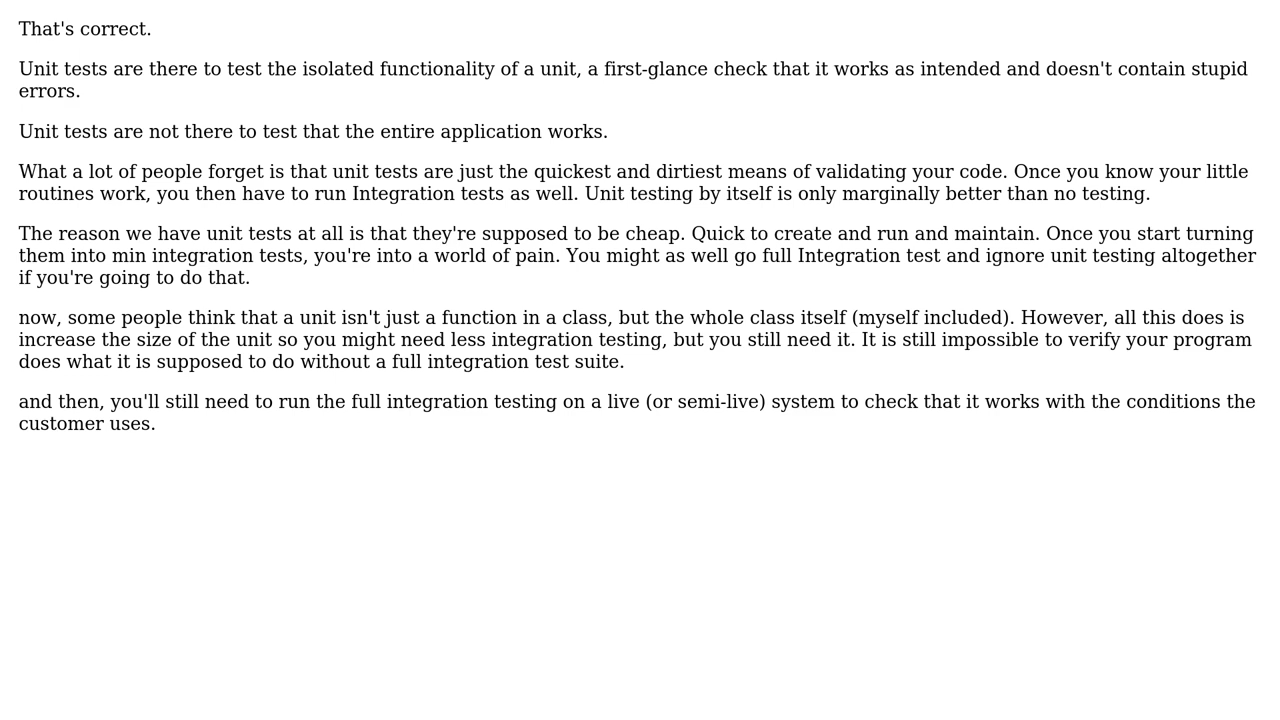 That's correct.
Unit tests are there to test the isolated functionality of a unit, a first-glance check that it works as intended and doesn't contain stupid
errors.
Unit tests are not there to test that the entire application works.
What a lot of people forget is that unit tests are just the quickest and dirtiest means of validating your code. Once you know your little
routines work, you then have to run Integration tests as well. Unit testing by itself is only marginally better than no testing.
The reason we have unit tests at all is that they're supposed to be cheap. Quick to create and run and maintain. Once you start turning
them into min integration tests, you're into a world of pain. You might as well go full Integration test and ignore unit testing altogether
if you're going to do that.
now, some people think that a unit isn't just a function in a class, but the whole class itself (myself included). However, all this does is
increase the size of the unit so you might need less integration testing, but you still need it. It is still impossible to verify your program
does what it is supposed to do without a full integration test suite.
and then, you'll still need to run the full integration testing on a live (or semi-live) system to check that it works with the conditions the
customer uses.